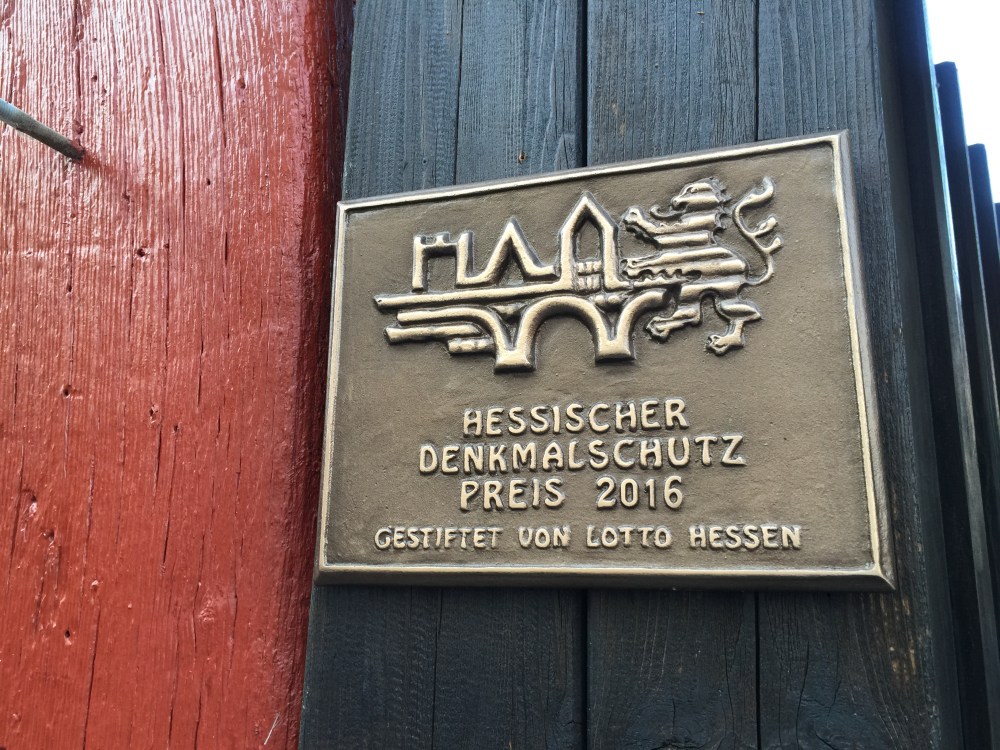 HESSISCHER
DENKMALSCHUTZ
PREIS 2016
GESTIFTET VON LOTTO HESSEN